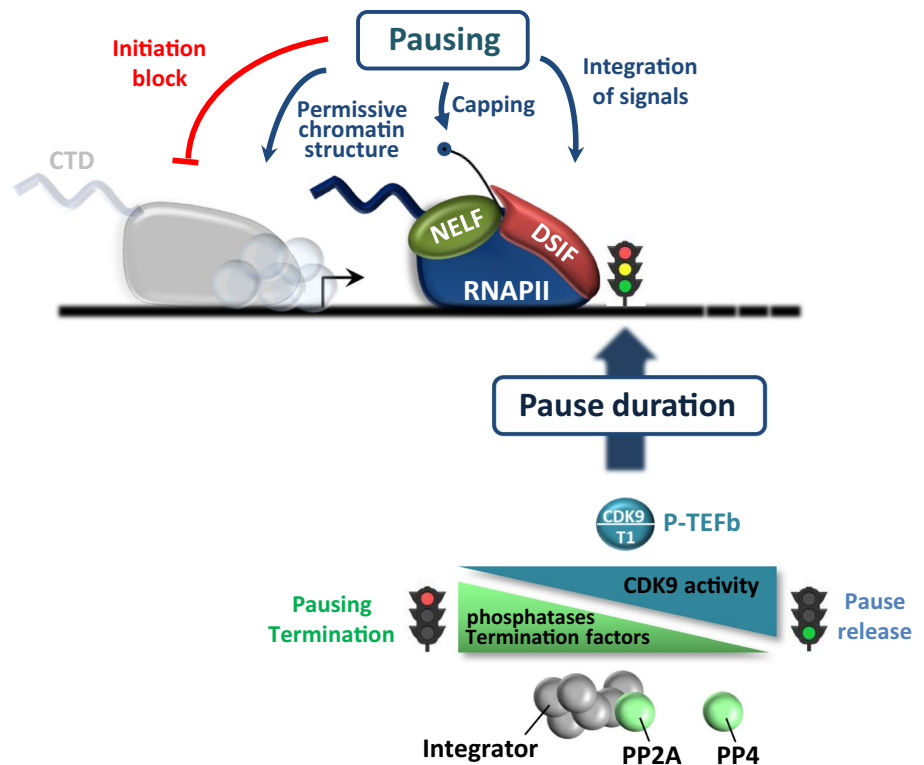 Pausing
Initiation
block
Permissive
chromatin
structure
Capping
Integration
of signals
CTD
NELF
DSIF
RNAPII
Pause duration
CDK9
T1
P-TEFb
CDK9 activity
Pausing
Termination
phosphatases
Termination factors
Pause
release
Integrator
PP2A
PP4